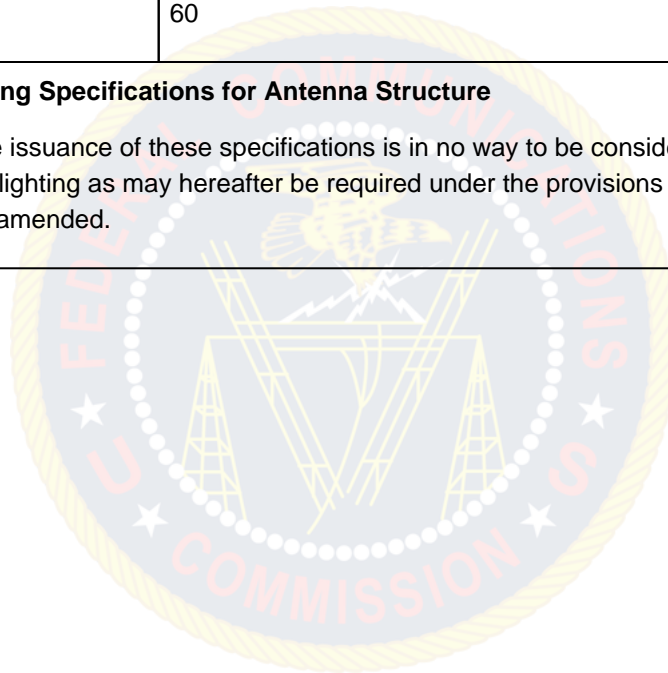 60
ng Specifications for Antenna Structure
issuance of these specifications is in no way to be
lighting as may hereafter be required under the provisions
amended.
FEDERAL COMMUNICATIONS
COMMISSION
U S